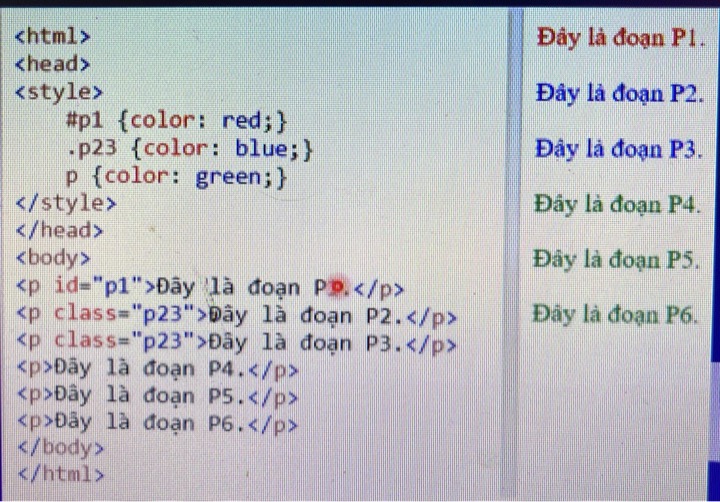 <html>
<head>
<style>
#p1 {color: red;}
.p23 {color: blue;}
p {color: green;}
</style>
</head>
<body>
<p id="p1">Đây là đoạn P .</p>
<p class="p23">Đây là đoạn P2.</p>
<p class="p23">Đây là đoạn P3.</p>
<p>Đây là đoạn P4.</p>
<p>Đây là đoạn P5.</p>
<p>Đây là đoạn P6.</p>
</body>
</html>
Đây là đoạn P1.
Đây là đoạn P2.
Đây là đoạn P3.
Đây là đoạn P4.
Đây là đoạn P5.
Đây là đoạn P6.